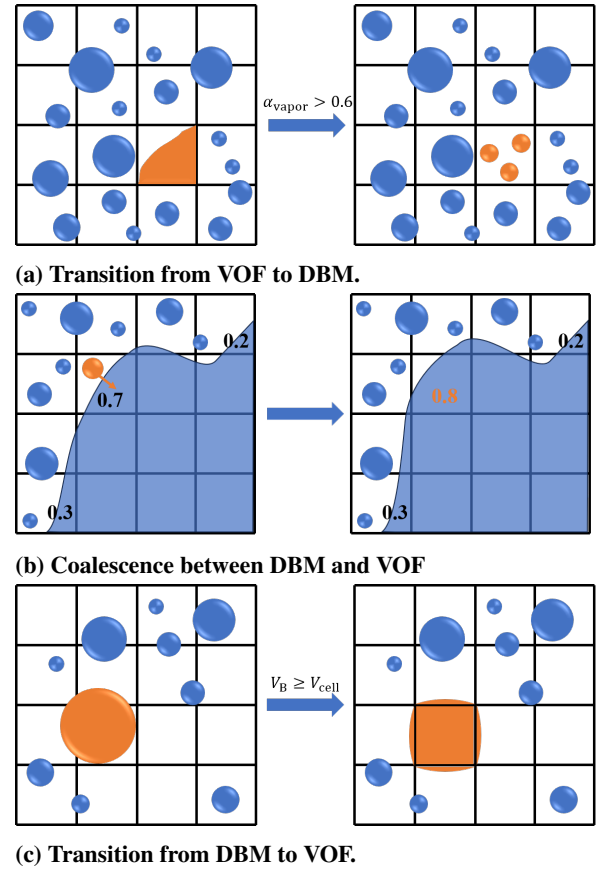 α_vapor > 0.6
(a) Transition from VOF to DBM.
0.2 0.2
0.7 0.8
0.3 0.3
(b) Coalescence between DBM and VOF
V_B ≥ V_cell
(c) Transition from DBM to VOF.